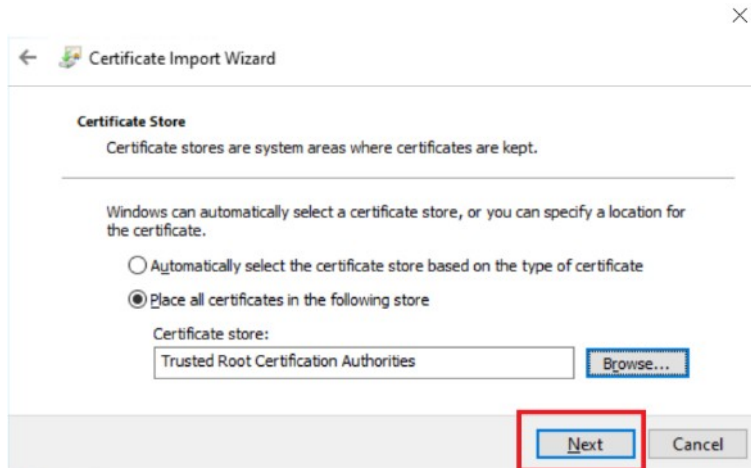 Certificate Import Wizard
Certificate Store
Certificate stores are system areas where certificates are kept.
Windows can automatically select a certificate store, or you can specify a location for
the certificate.
Automatically select the certificate store based on the type of certificate
Place all certificates in the following store
Certificate store:
Trusted Root Certification Authorities
Browse...
Next
Cancel